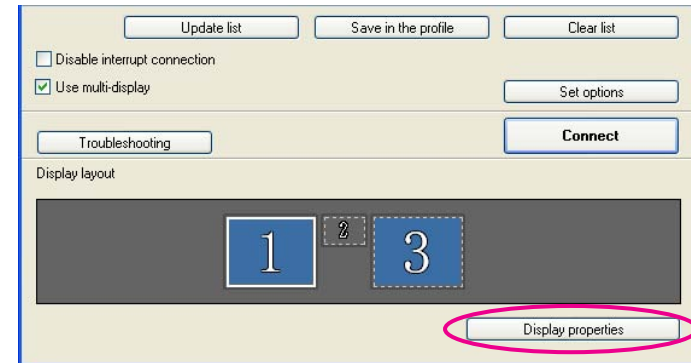 Update list Save in the profile Clear list
Disable interrupt connection
Use multi-display
Set options
Troubleshooting Connect
Display layout
1 2 3
Display properties